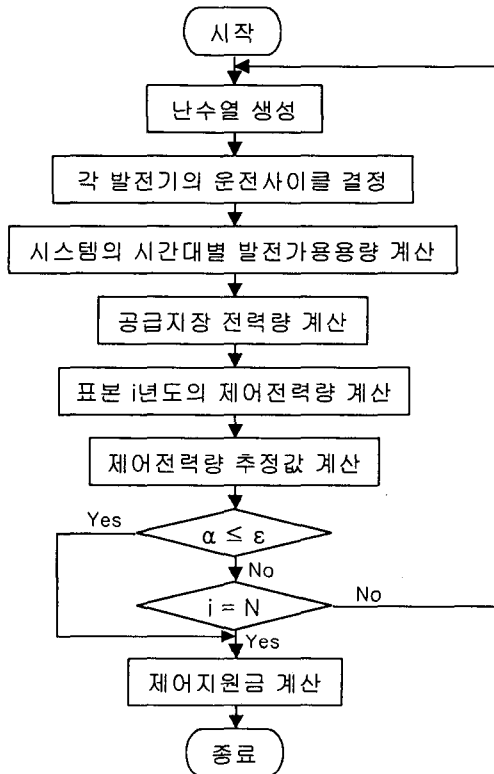 시작
난수열 생성
각 발전기의 운전사이클 결정
시스템의 시간대별 발전가용용량 계산
공급지장 전력량 계산
표본 i년도의 제어전력량 계산
제어전력량 추정값 계산
Yes
α ≤ ε
No
i = N
No
Yes
제어지원금 계산
종료